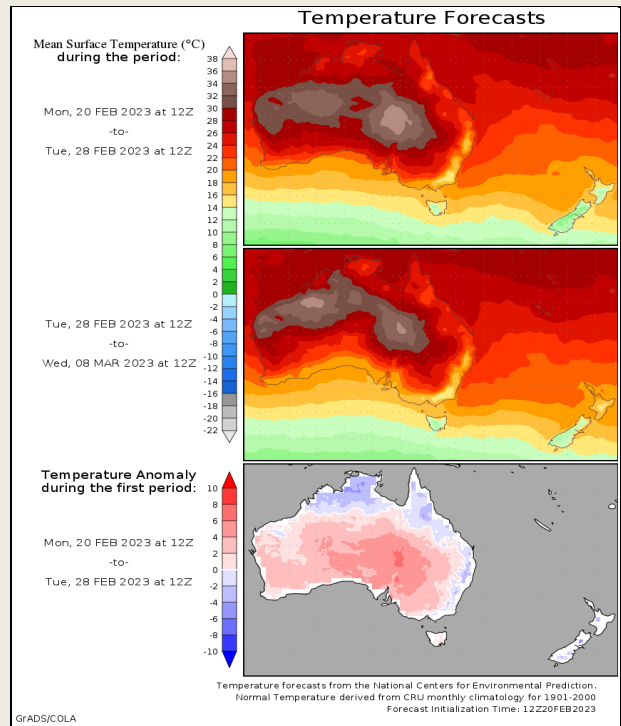 Temperature Forecasts
Mean Surface Temperature (°C)
during the period:
Mon, 20 FEB 2023 at 12Z
-to-
Tue, 28 FEB 2023 at 12Z
38
36
34
32
30
28
26
24
22
20
18
16
14
12
10
8
6
4
2
0
-2
-4
-6
-8
-10
-12
-14
-16
-18
-20
-22
Tue, 28 FEB 2023 at 12Z
-to-
Wed, 08 MAR 2023 at 12Z
Temperature Anomaly
during the first period:
Mon, 20 FEB 2023 at 12Z
-to-
Tue, 28 FEB 2023 at 12Z
10
8
6
4
2
0
-2
-4
-6
-8
-10
Temperature forecasts from the National Centers for Environmental Prediction.
Normal Temperature derived from CRU monthly climatology for 1901-2000
Forecast Initialization Time: 12Z20FEB2023
GrADS/COLA